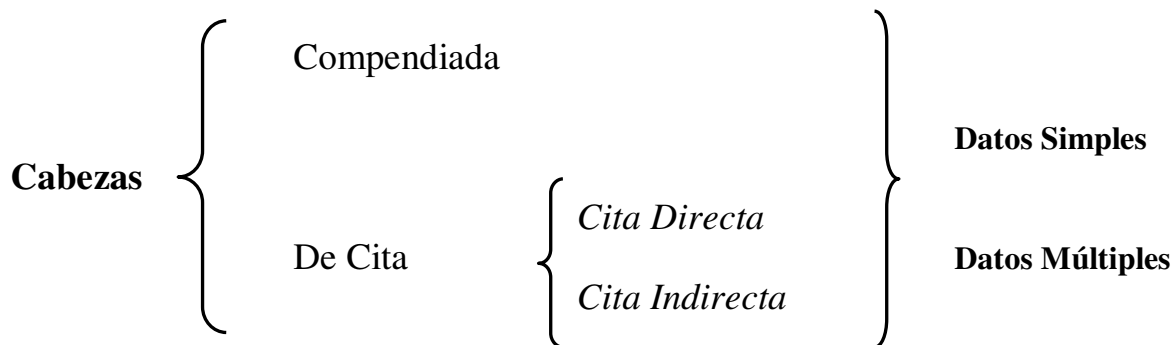 Compendiada
Datos Simples
Cabezas
Cita Directa
De Cita
Datos Múltiples
Cita Indirecta